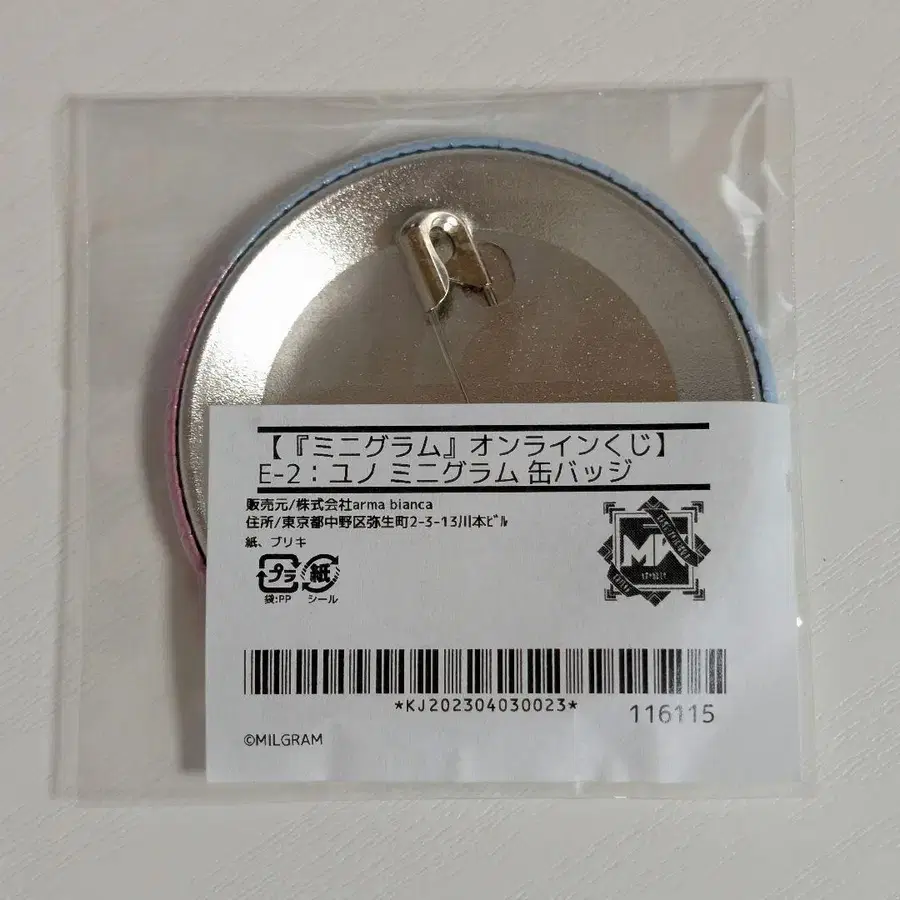 【『ミニグラム』オンラインくじ】
E-2：ユノ ミニグラム 缶バッジ
販売元/株式会社arma bianca
住所/東京都中野区弥生町2-3-13川本ﾋﾞﾙ
紙、ブリキ
プラ 紙
袋:PP シール
*KJ202304030023*
116115
©MILGRAM